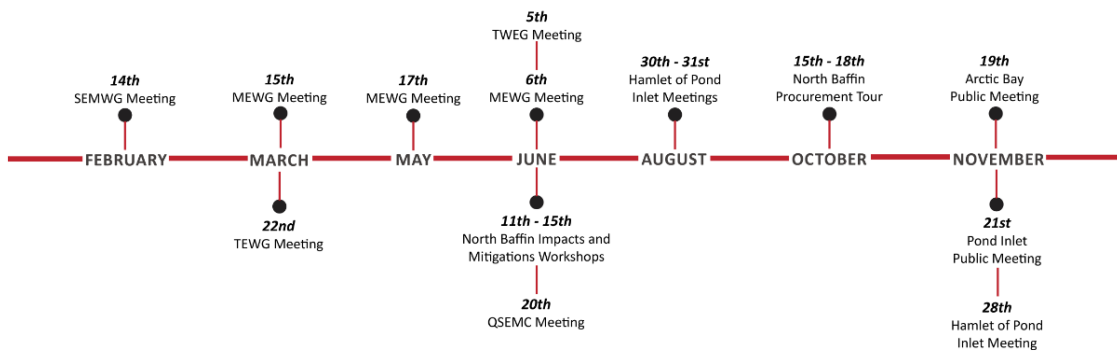 14th
SEMWG Meeting
FEBRUARY
15th
MEWG Meeting
MARCH
22nd
TEWG Meeting
17th
MEWG Meeting
MAY
5th
TWEG Meeting
6th
MEWG Meeting
JUNE
11th - 15th
North Baffin Impacts and
Mitigations Workshops
20th
QSEMC Meeting
30th - 31st
Hamlet of Pond
Inlet Meetings
AUGUST
15th - 18th
North Baffin
Procurement Tour
OCTOBER
19th
Arctic Bay
Public Meeting
NOVEMBER
21st
Pond Inlet
Public Meeting
28th
Hamlet of Pond
Inlet Meeting